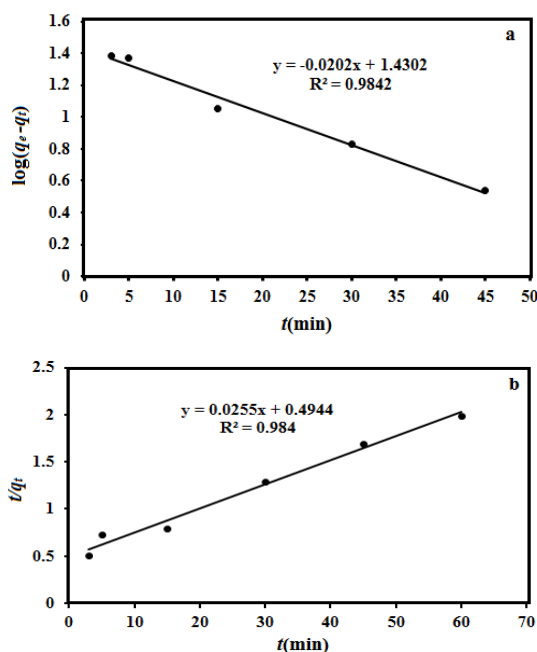 a
y = -0.0202x + 1.4302
R² = 0.9842
log(qe-qt)
1.6
1.4
1.2
1
0.8
0.6
0.4
0.2
0
0 5 10 15 20 25 30 35 40 45 50
t(min)
b
y = 0.0255x + 0.4944
R² = 0.984
t/qt
2.5
2
1.5
1
0.5
0
0 10 20 30 40 50 60 70
t(min)